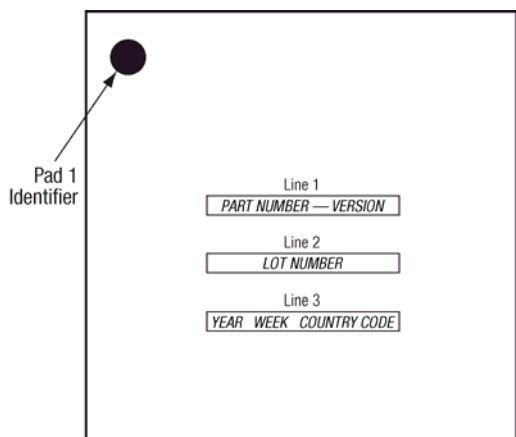 Pad 1
Identifier
Line 1
PART NUMBER — VERSION
Line 2
LOT NUMBER
Line 3
YEAR WEEK COUNTRY CODE